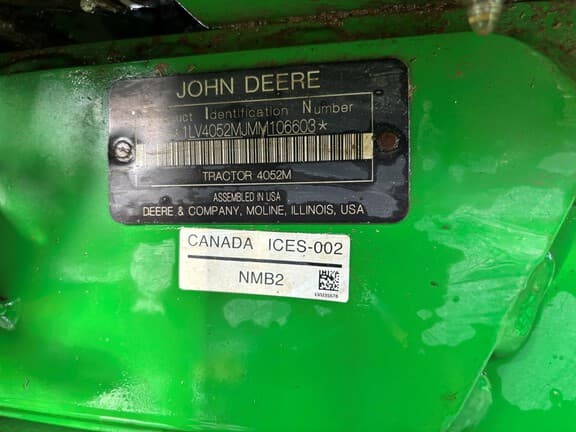 JOHN DEERE
Product Identification Number
1LV4052MJMM106603*
TRACTOR 4052M
ASSEMBLED IN USA
DEERE & COMPANY, MOLINE, ILLINOIS, USA
CANADA ICES-002
NMB2